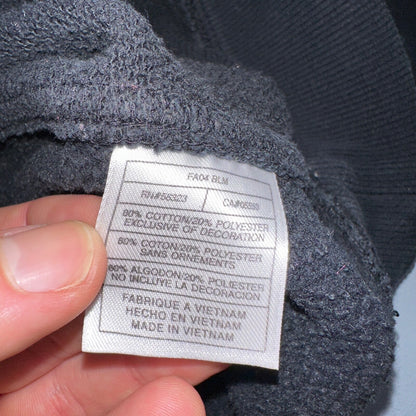 FA04 BLM
RN#56323 CA#05553
80% COTTON/20% POLYESTER
EXCLUSIVE OF DECORATION
80% COTON/20% POLYESTER
SANS ORNEMENTS
80% ALGODON/20% POLIESTER
NO INCLUYE LA DECORACION
FABRIQUE A VIETNAM
HECHO EN VIETNAM
MADE IN VIETNAM